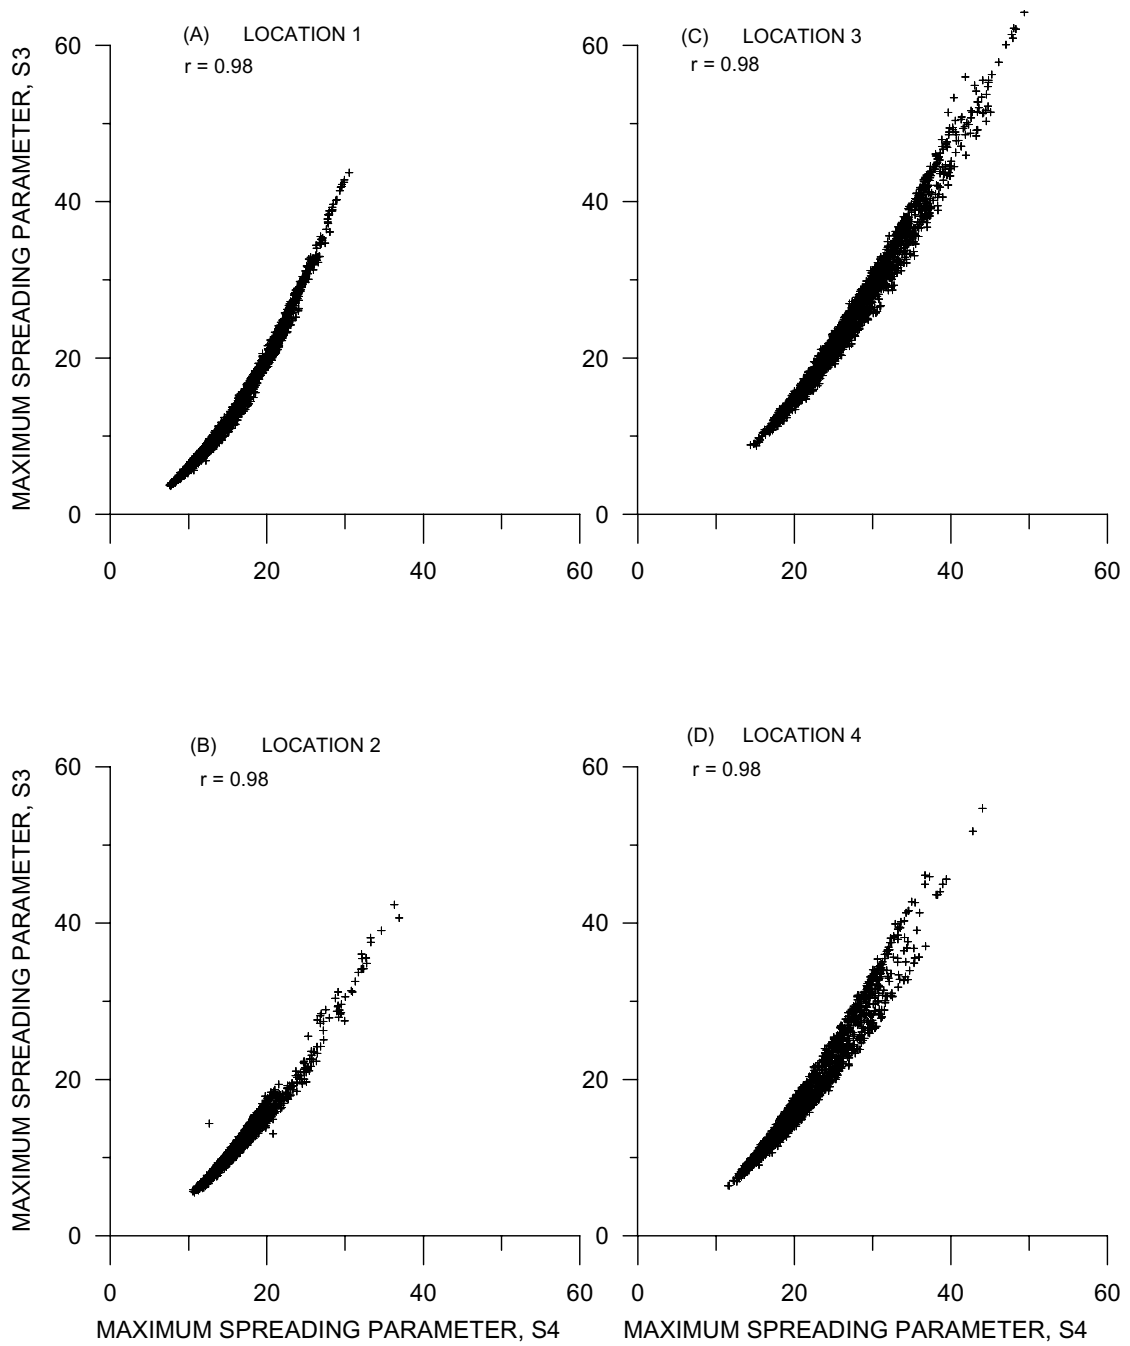 (A) LOCATION 1
r = 0.98
MAXIMUM SPREADING PARAMETER, S3
60
40
20
0
0 20 40 60
(C) LOCATION 3
r = 0.98
60
40
20
0
0 20 40 60
(B) LOCATION 2
r = 0.98
MAXIMUM SPREADING PARAMETER, S3
60
40
20
0
0 20 40 60
MAXIMUM SPREADING PARAMETER, S4
(D) LOCATION 4
r = 0.98
60
40
20
0
0 20 40 60
MAXIMUM SPREADING PARAMETER, S4